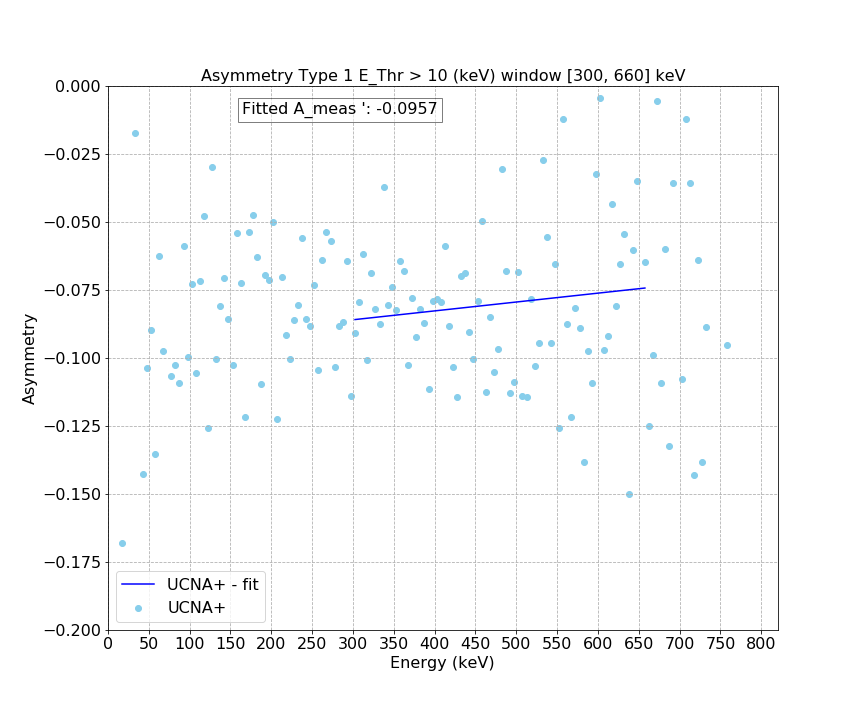 Asymmetry Type 1 E_Thr > 10 (keV) window [300, 660] keV
Fitted A_meas ': -0.0957
0.000
−0.025
−0.050
−0.075
−0.100
−0.125
−0.150
−0.175
−0.200
Asymmetry
UCNA+ - fit
UCNA+
0 50 100 150 200 250 300 350 400 450 500 550 600 650 700 750 800
Energy (keV)